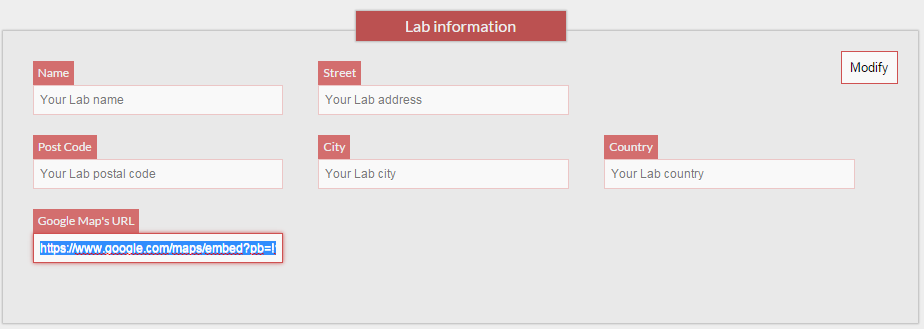 Lab information
Modify
Name
Street
Your Lab name
Your Lab address
Post Code
City
Country
Your Lab postal code
Your Lab city
Your Lab country
Google Map's URL
https://www.google.com/maps/embed?pb=!